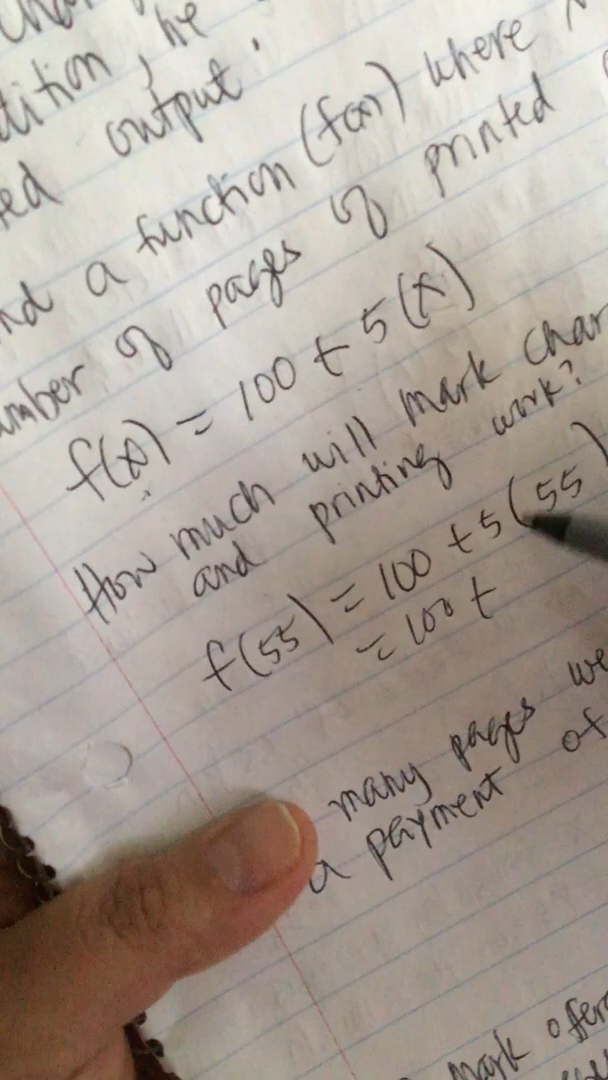 dition, he
ed output.
nd a function (f(x)) where
umber of pages of printed
f(x) = 100 + 5(x)
How much will mark char
and printing work?
f(55) = 100 + 5(55)
= 100 +
many pages we
a payment of
mark offer